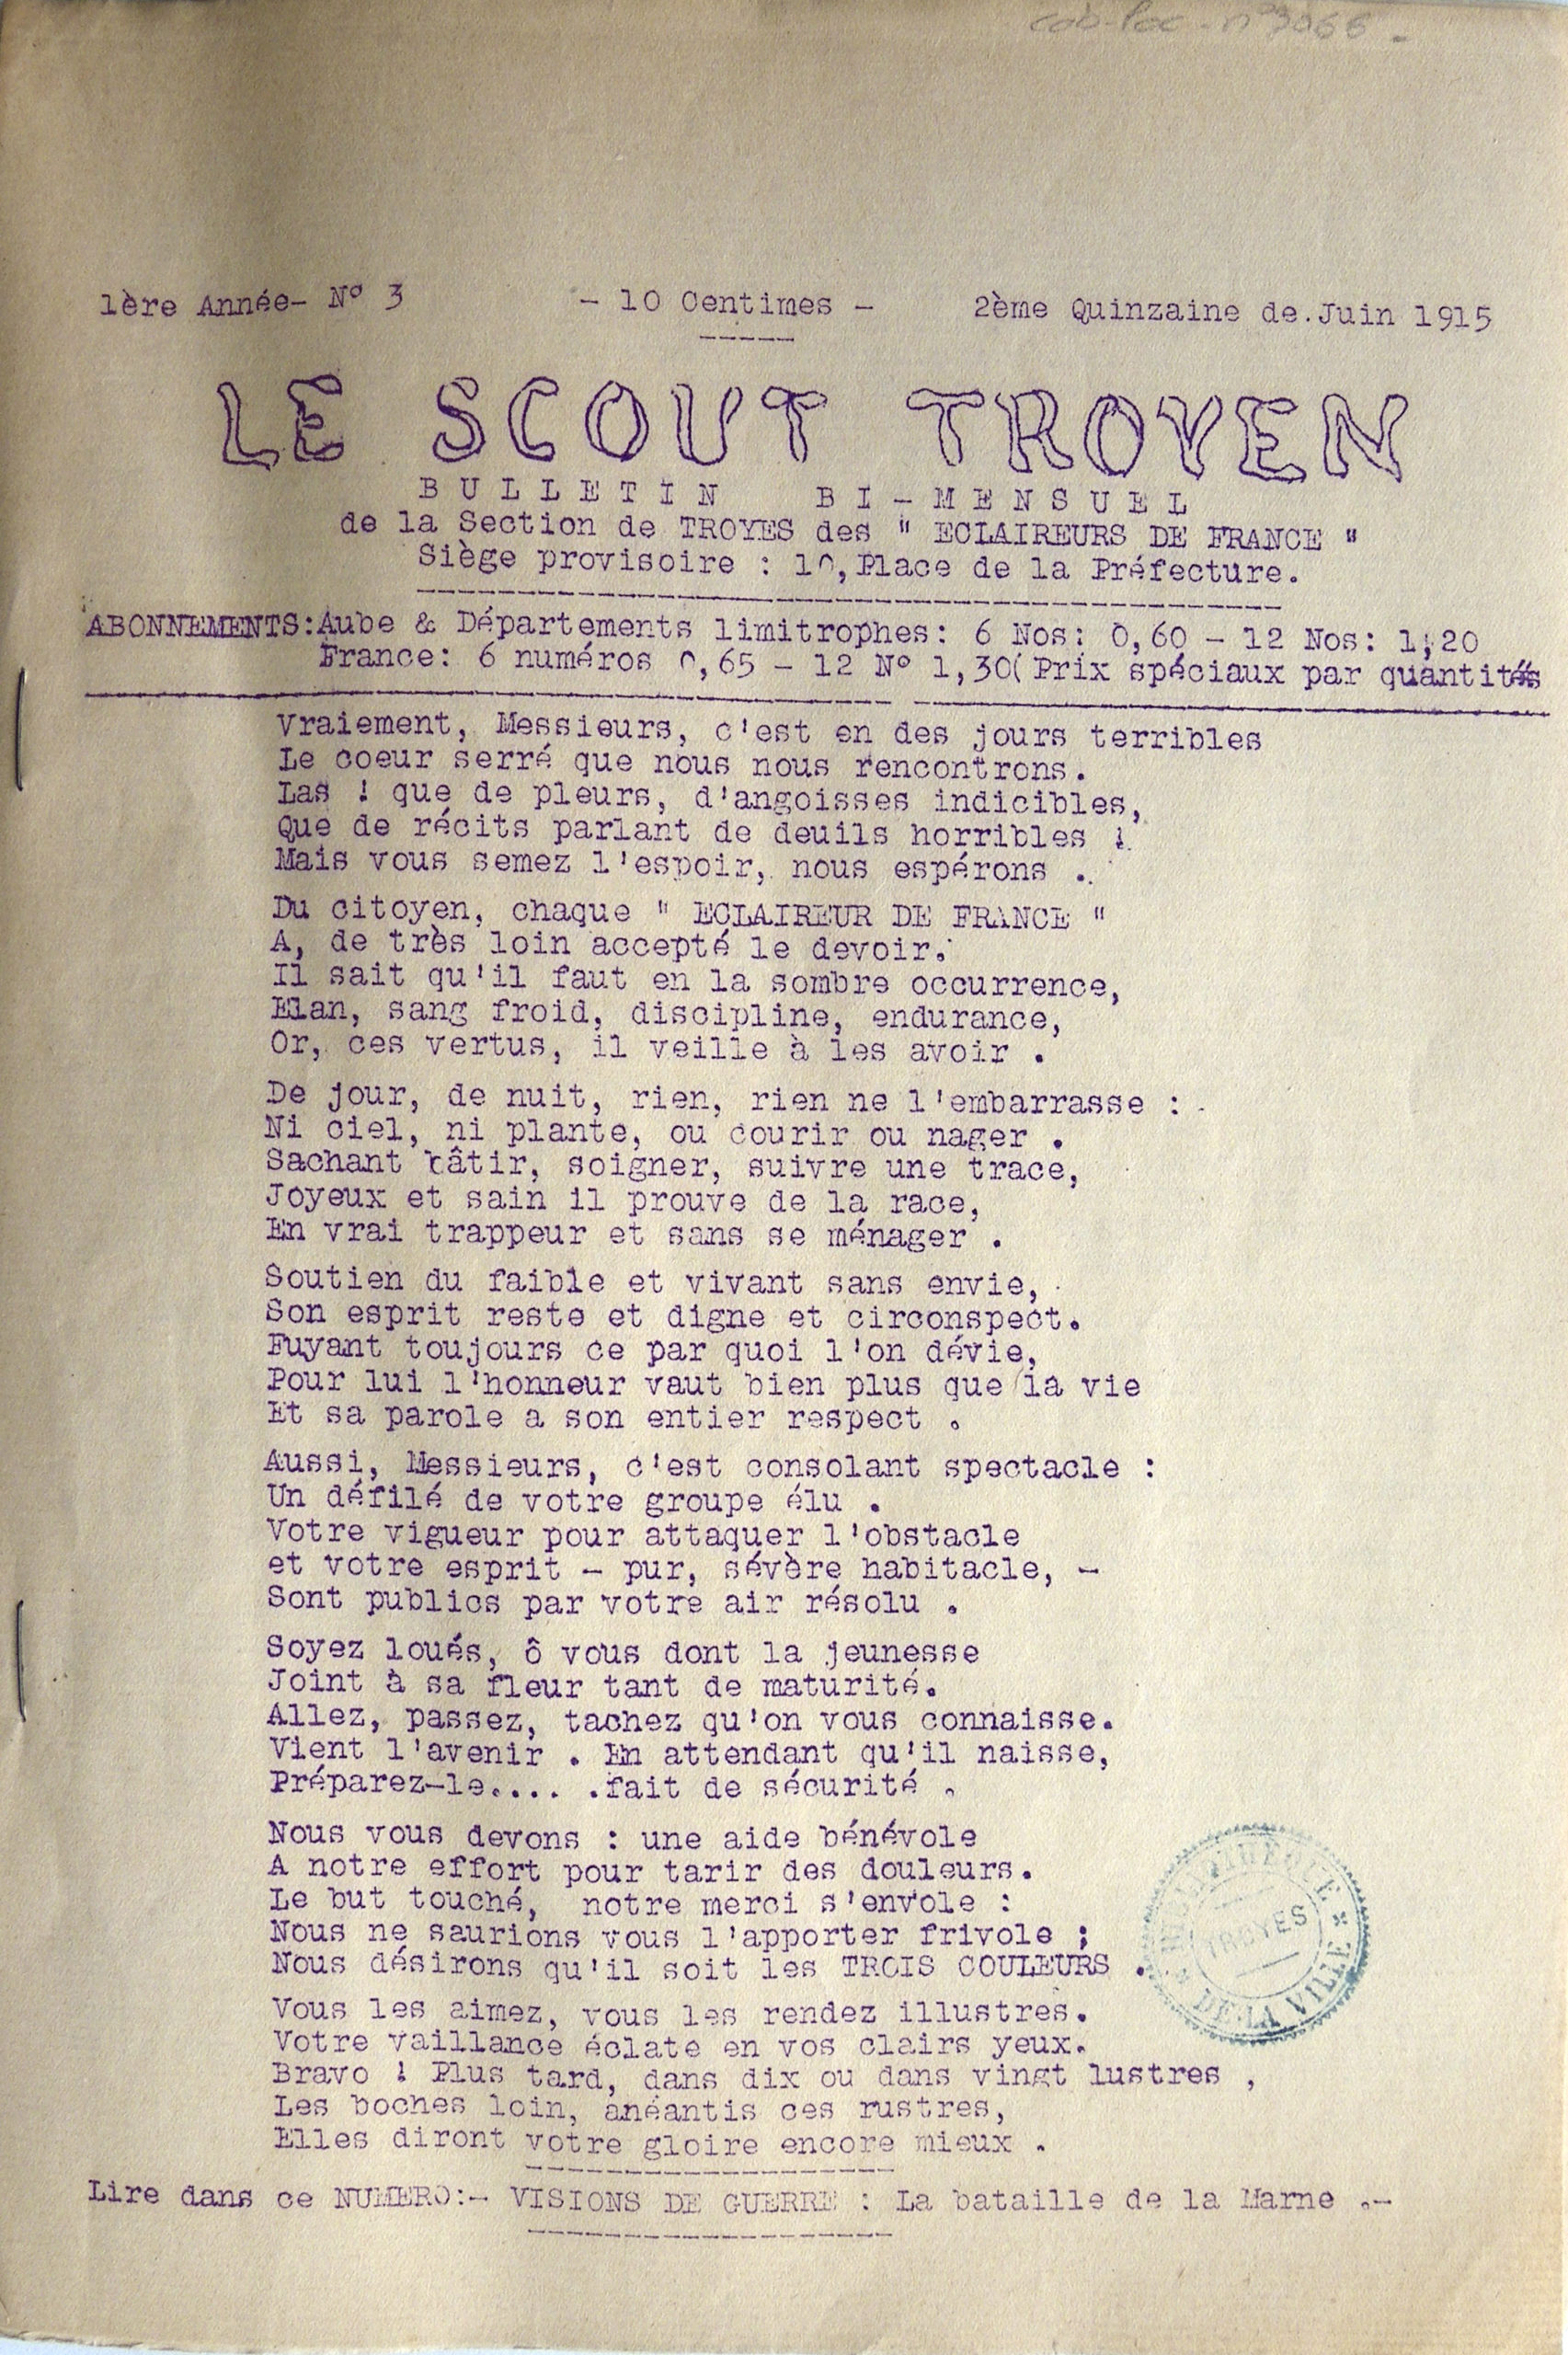 cab-loc-n°3066-
1ère Année- N° 3 - 10 Centimes - 2ème Quinzaine de.Juin 1915
LE SCOUT TROYEN
BULLETIN BI-MENSUEL
de la Section de TROYES des " ECLAIREURS DE FRANCE "
Siège provisoire : 10,Place de la Préfecture.
ABONNEMENTS:Aube & Départements limitrophes: 6 Nos: 0,60 - 12 Nos: 1,20
France: 6 numéros 0,65 - 12 N° 1,30(Prix spéciaux par quantités
Vraiement, Messieurs, c'est en des jours terribles
Le coeur serré que nous nous rencontrons.
Las ! que de pleurs, d'angoisses indicibles,
Que de récits parlant de deuils horribles !
Mais vous semez l'espoir, nous espérons .
Du citoyen, chaque " ECLAIREUR DE FRANCE "
A, de très loin accepté le devoir.
Il sait qu'il faut en la sombre occurrence,
Elan, sang froid, discipline, endurance,
Or, ces vertus, il veille à les avoir .
De jour, de nuit, rien, rien ne l'embarrasse :
Ni ciel, ni plante, ou courir ou nager .
Sachant bâtir, soigner, suivre une trace,
Joyeux et sain il prouve de la race,
En vrai trappeur et sans se ménager .
Soutien du faible et vivant sans envie,
Son esprit reste et digne et circonspect.
Fuyant toujours ce par quoi l'on dévie,
Pour lui l'honneur vaut bien plus que la vie
Et sa parole a son entier respect .
Aussi, Messieurs, c'est consolant spectacle :
Un défilé de votre groupe élu .
Votre vigueur pour attaquer l'obstacle
et votre esprit - pur, sévère habitacle, -
Sont publics par votre air résolu .
Soyez loués, ô vous dont la jeunesse
Joint à sa fleur tant de maturité.
Allez, passez, tachez qu'on vous connaisse.
Vient l'avenir . En attendant qu'il naisse,
Préparez-le.... .fait de sécurité .
Nous vous devons : une aide bénévole
A notre effort pour tarir des douleurs.
Le but touché, notre merci s'envole :
Nous ne saurions vous l'apporter frivole ;
Nous désirons qu'il soit les TROIS COULEURS .
Vous les aimez, vous les rendez illustres.
Votre vaillance éclate en vos clairs yeux.
Bravo ! Plus tard, dans dix ou dans vingt lustres ,
Les boches loin, anéantis ces rustres,
Elles diront votre gloire encore mieux .
Lire dans ce NUMERO:- VISIONS DE GUERRE : La bataille de la Marne .-
BIBLIOTHÈQUE
TROYES
DE LA VILLE